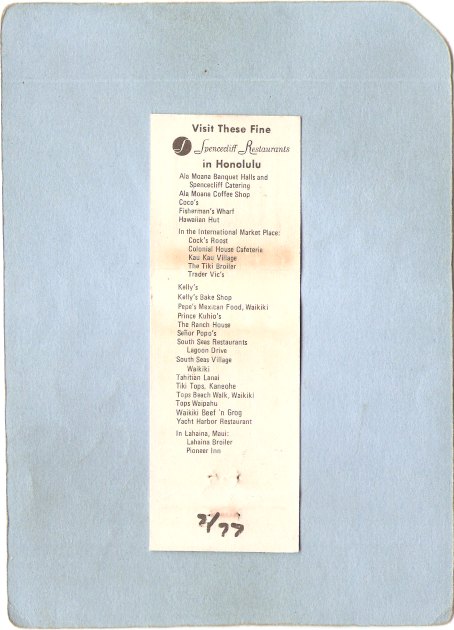 Visit These Fine
S Spencecliff Restaurants
in Honolulu
Ala Moana Banquet Halls and
Spencecliff Catering
Ala Moana Coffee Shop
Coco's
Fisherman's Wharf
Hawaiian Hut
In the International Market Place:
Cock's Roost
Colonial House Cafeteria
Kau Kau Village
The Tiki Broiler
Trader Vic's
Kelly's
Kelly's Bake Shop
Pepe's Mexican Food, Waikiki
Prince Kuhio's
The Ranch House
Señor Popo's
South Seas Restaurants
Lagoon Drive
South Seas Village
Waikiki
Tahitian Lanai
Tiki Tops, Kaneohe
Tops Beach Walk, Waikiki
Tops Waipahu
Waikiki Beef 'n Grog
Yacht Harbor Restaurant
In Lahaina, Maui:
Lahaina Broiler
Pioneer Inn
2/77